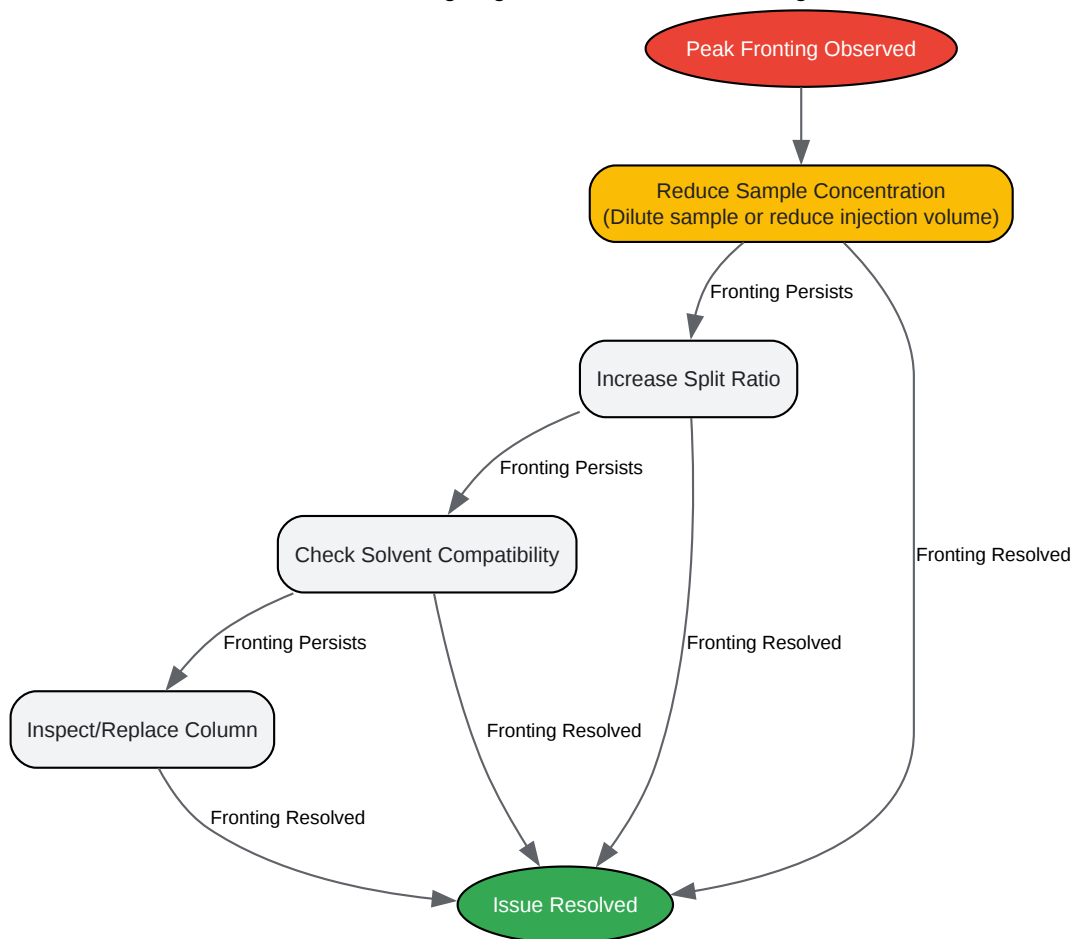 Peak Fronting Observed
Reduce Sample Concentration
(Dilute sample or reduce injection volume)
Fronting Persists
Increase Split Ratio
Fronting Persists
Check Solvent Compatibility
Fronting Resolved
Fronting Persists
Fronting Resolved
Inspect/Replace Column
Fronting Resolved
Fronting Resolved
Issue Resolved